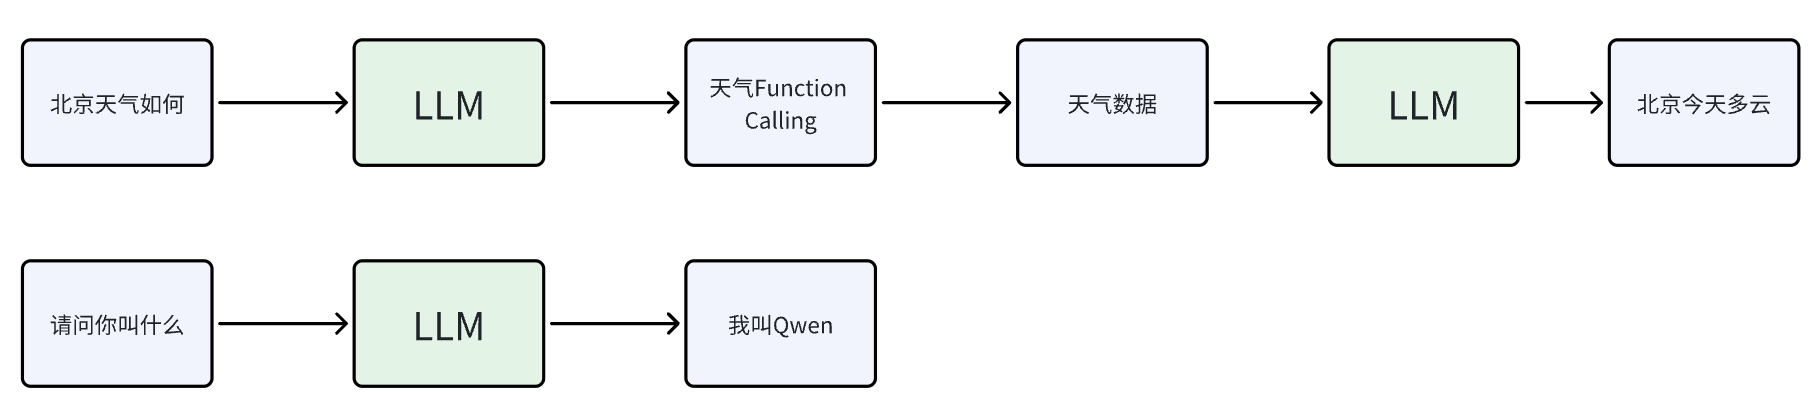 北京天气如何
LLM
天气Function
Calling
天气数据
LLM
北京今天多云
请问你叫什么
LLM
我叫Qwen